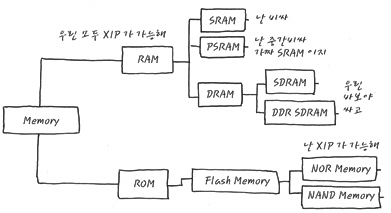 우린 모두 XIP가 가능해
SRAM
난 비싸
PSRAM
난 중간비싸
가짜 SRAM 이지
RAM
DRAM
SDRAM
DDR SDRAM
우린
바보야
싸고
Memory
난 XIP가 가능해
ROM
Flash Memory
NOR Memory
NAND Memory